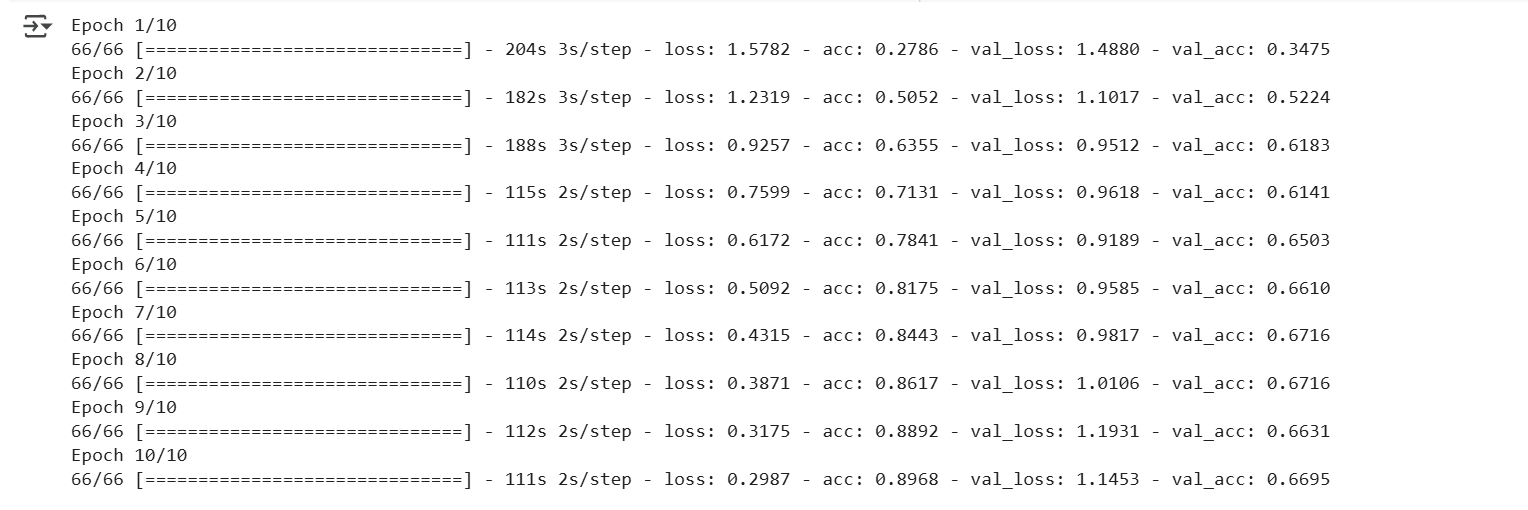 Epoch 1/10
66/66 [==============================] - 204s 3s/step - loss: 1.5782 - acc: 0.2786 - val_loss: 1.4880 - val_acc: 0.3475
Epoch 2/10
66/66 [==============================] - 182s 3s/step - loss: 1.2319 - acc: 0.5052 - val_loss: 1.1017 - val_acc: 0.5224
Epoch 3/10
66/66 [==============================] - 188s 3s/step - loss: 0.9257 - acc: 0.6355 - val_loss: 0.9512 - val_acc: 0.6183
Epoch 4/10
66/66 [==============================] - 115s 2s/step - loss: 0.7599 - acc: 0.7131 - val_loss: 0.9618 - val_acc: 0.6141
Epoch 5/10
66/66 [==============================] - 111s 2s/step - loss: 0.6172 - acc: 0.7841 - val_loss: 0.9189 - val_acc: 0.6503
Epoch 6/10
66/66 [==============================] - 113s 2s/step - loss: 0.5092 - acc: 0.8175 - val_loss: 0.9585 - val_acc: 0.6610
Epoch 7/10
66/66 [==============================] - 114s 2s/step - loss: 0.4315 - acc: 0.8443 - val_loss: 0.9817 - val_acc: 0.6716
Epoch 8/10
66/66 [==============================] - 110s 2s/step - loss: 0.3871 - acc: 0.8617 - val_loss: 1.0106 - val_acc: 0.6716
Epoch 9/10
66/66 [==============================] - 112s 2s/step - loss: 0.3175 - acc: 0.8892 - val_loss: 1.1931 - val_acc: 0.6631
Epoch 10/10
66/66 [==============================] - 111s 2s/step - loss: 0.2987 - acc: 0.8968 - val_loss: 1.1453 - val_acc: 0.6695